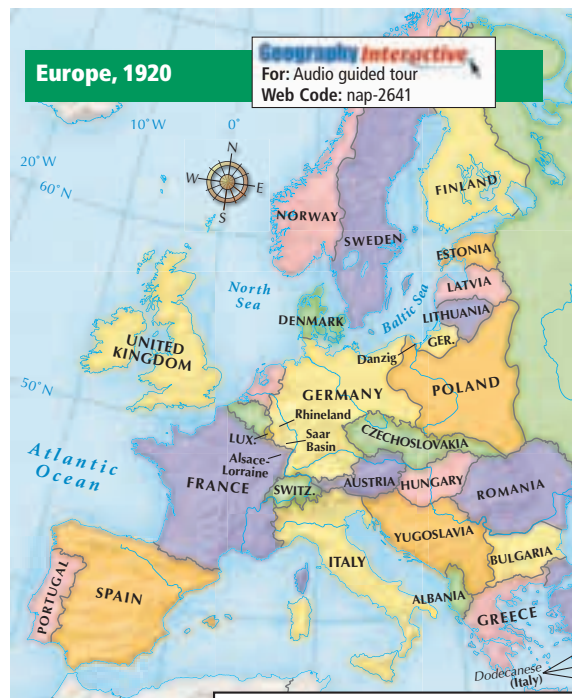 Europe, 1920
Geography Interactive
For: Audio guided tour
Web Code: nap-2641
10°W
0°
20°W
60°N
N
W
E
S
NORWAY
SWEDEN
FINLAND
ESTONIA
LATVIA
LITHUANIA
North
Sea
Baltic Sea
DENMARK
GER.
Danzig
UNITED
KINGDOM
GERMANY
POLAND
50°N
Rhineland
LUX.
Saar
Basin
CZECHOSLOVAKIA
Alsace-
Lorraine
Atlantic
Ocean
FRANCE
SWITZ.
AUSTRIA
HUNGARY
ROMANIA
YUGOSLAVIA
ITALY
BULGARIA
PORTUGAL
SPAIN
ALBANIA
GREECE
Dodecanese
(Italy)